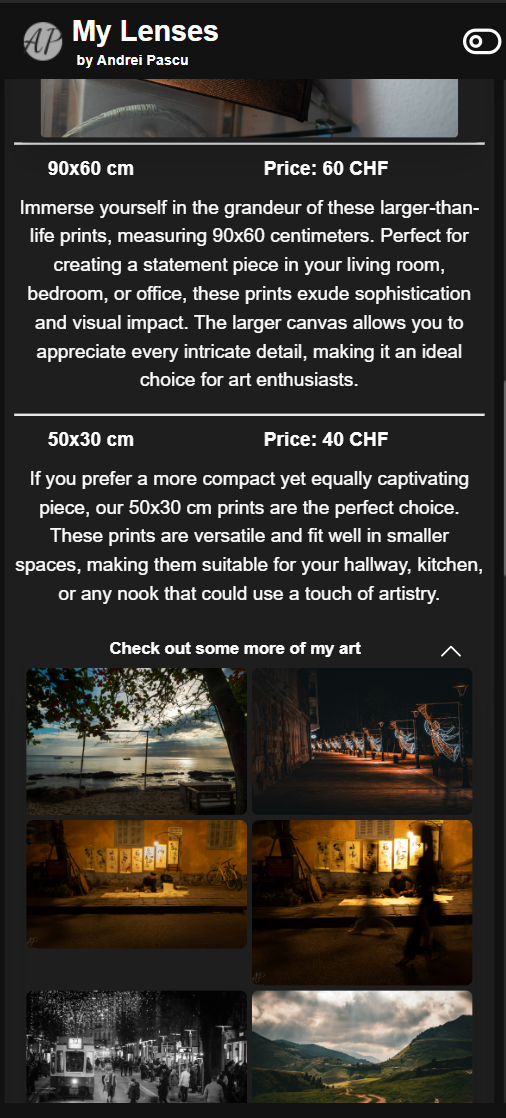 AP
My Lenses
by Andrei Pascu
90x60 cm Price: 60 CHF
Immerse yourself in the grandeur of these larger-than-
life prints, measuring 90x60 centimeters. Perfect for
creating a statement piece in your living room,
bedroom, or office, these prints exude sophistication
and visual impact. The larger canvas allows you to
appreciate every intricate detail, making it an ideal
choice for art enthusiasts.
50x30 cm Price: 40 CHF
If you prefer a more compact yet equally captivating
piece, our 50x30 cm prints are the perfect choice.
These prints are versatile and fit well in smaller
spaces, making them suitable for your hallway, kitchen,
or any nook that could use a touch of artistry.
Check out some more of my art